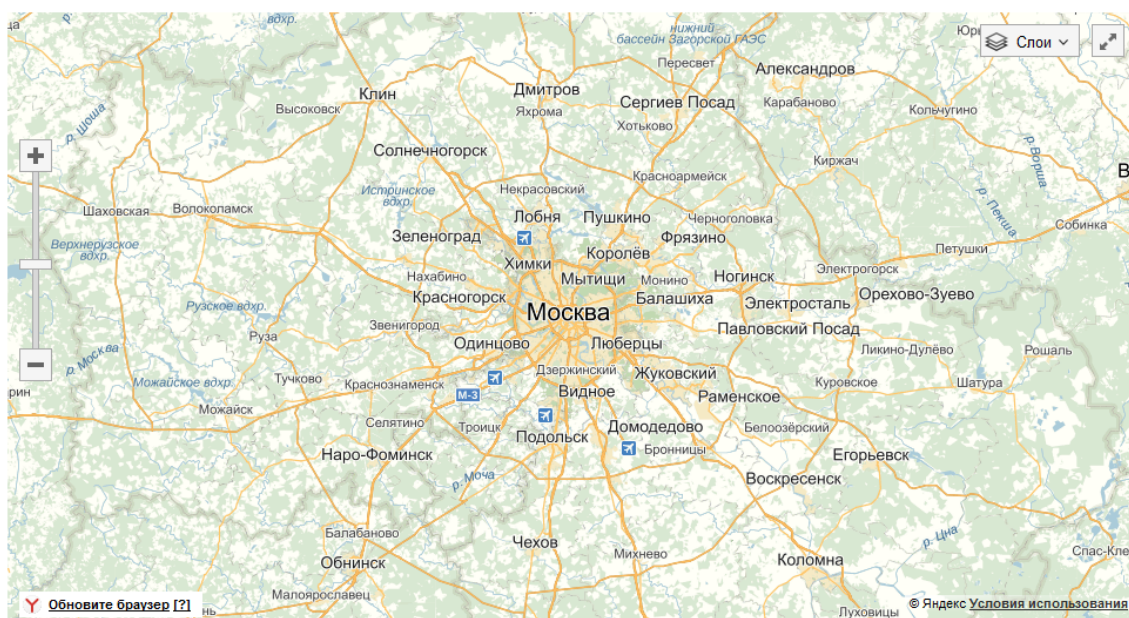 нижний
бассейн Загорской ГАЭС
Слои
Пересвет
Александров
Клин
Дмитров
Сергиев Посад
Карабаново
Высоковск
Яхрома
Кольчугино
Хотьково
р. Шоша
Солнечногорск
Киржач
р. Ворша
Красноармейск
Истринское
вдхр.
Некрасовский
р. Пекша
Шаховская
Волоколамск
Лобня
Пушкино
Черноголовка
Собинка
Зеленоград
Фрязино
Верхнерузское
вдхр.
Королёв
Петушки
Химки
Электрогорск
Нахабино
Мытищи
Монино
Ногинск
Красногорск
Балашиха
Электросталь
Орехово-Зуево
Рузское вдхр.
Москва
Звенигород
Павловский Посад
Руза
Одинцово
Люберцы
Ликино-Дулёво
Рошаль
р. Москва
Дзержинский
Жуковский
Тучково
Краснознаменск
Куровское
Шатура
Можайское вдхр.
М-3
Видное
Раменское
Можайск
Селятино
Троицк
Подольск
Домодедово
Белоозёрский
Наро-Фоминск
Бронницы
Егорьевск
р. Моча
Воскресенск
Балабаново
Чехов
р. Цна
Михнево
Спас-Кле
Обнинск
Коломна
Малоярославец
Обновите браузер [?]
© Яндекс Условия использования
Луховицы